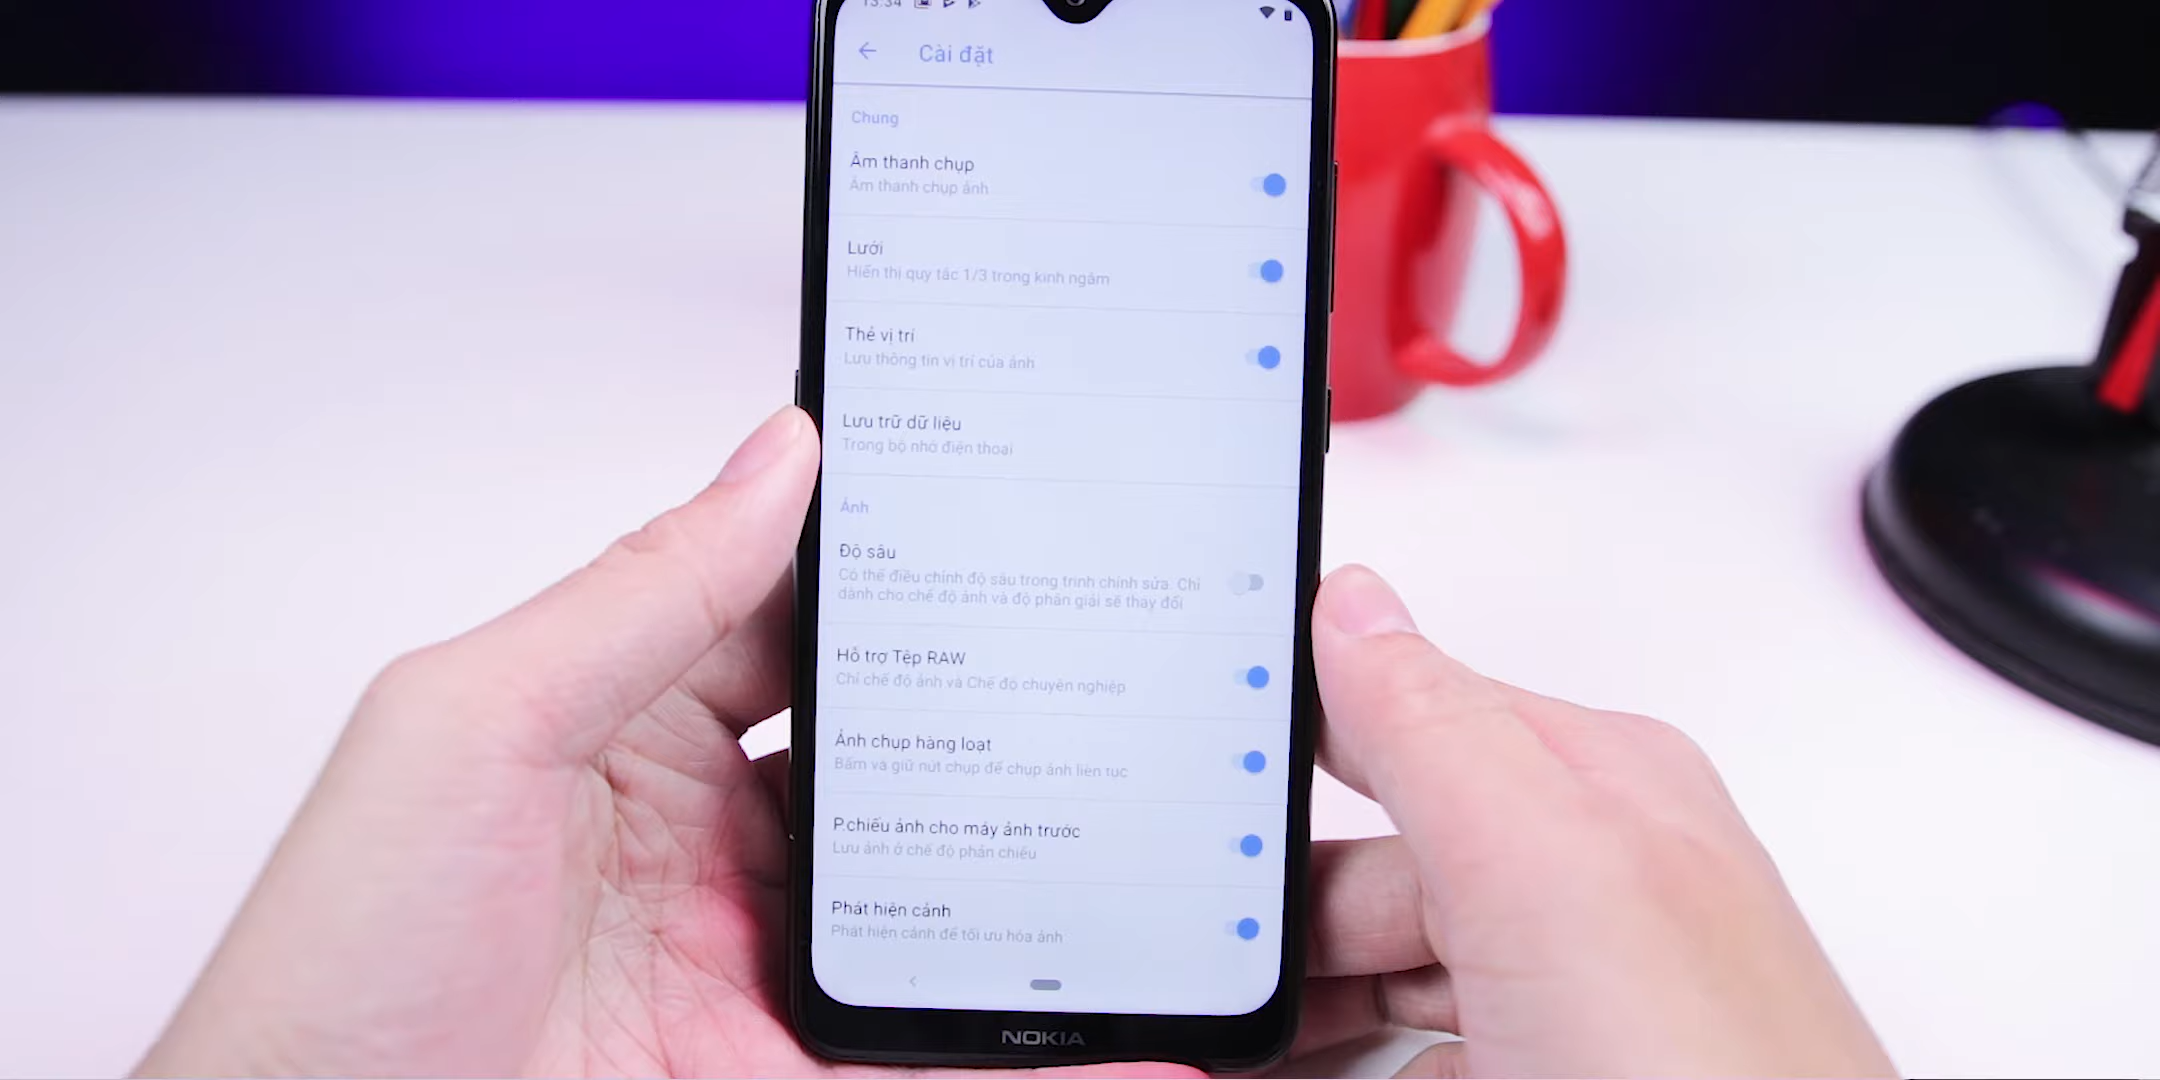 13:34
Cài đặt
Chung
Âm thanh chụp
Âm thanh chụp ảnh
Lưới
Hiển thị quy tắc 1/3 trong kính ngắm
Thẻ vị trí
Lưu thông tin vị trí của ảnh
Lưu trữ dữ liệu
Trong bộ nhớ điện thoại
Ảnh
Độ sâu
Có thể điều chỉnh độ sâu trong trình chỉnh sửa. Chỉ
dành cho chế độ ảnh và độ phân giải sẽ thay đổi
Hỗ trợ Tệp RAW
Chỉ chế độ ảnh và Chế độ chuyên nghiệp
Ảnh chụp hàng loạt
Bấm và giữ nút chụp để chụp ảnh liên tục
P.chiếu ảnh cho máy ảnh trước
Lưu ảnh ở chế độ phản chiếu
Phát hiện cảnh
Phát hiện cảnh để tối ưu hóa ảnh
NOKIA